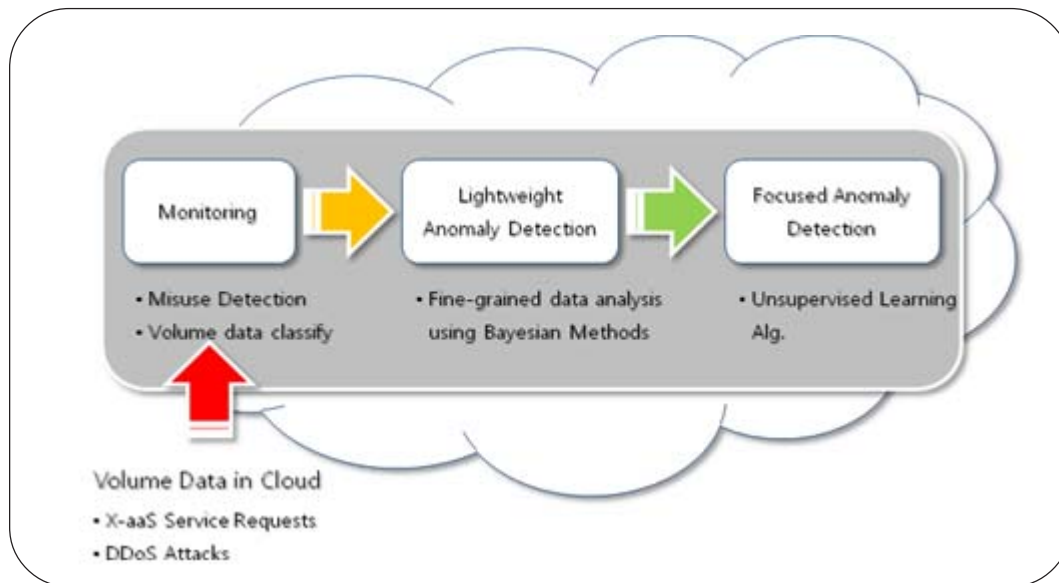 Monitoring
Lightweight
Anomaly Detection
Focused Anomaly
Detection
• Misuse Detection
• Volume data classify
• Fine-grained data analysis
using Bayesian Methods
• Unsupervised Learning
Alg.
Volume Data in Cloud
• X-aaS Service Requests
• DDoS Attacks